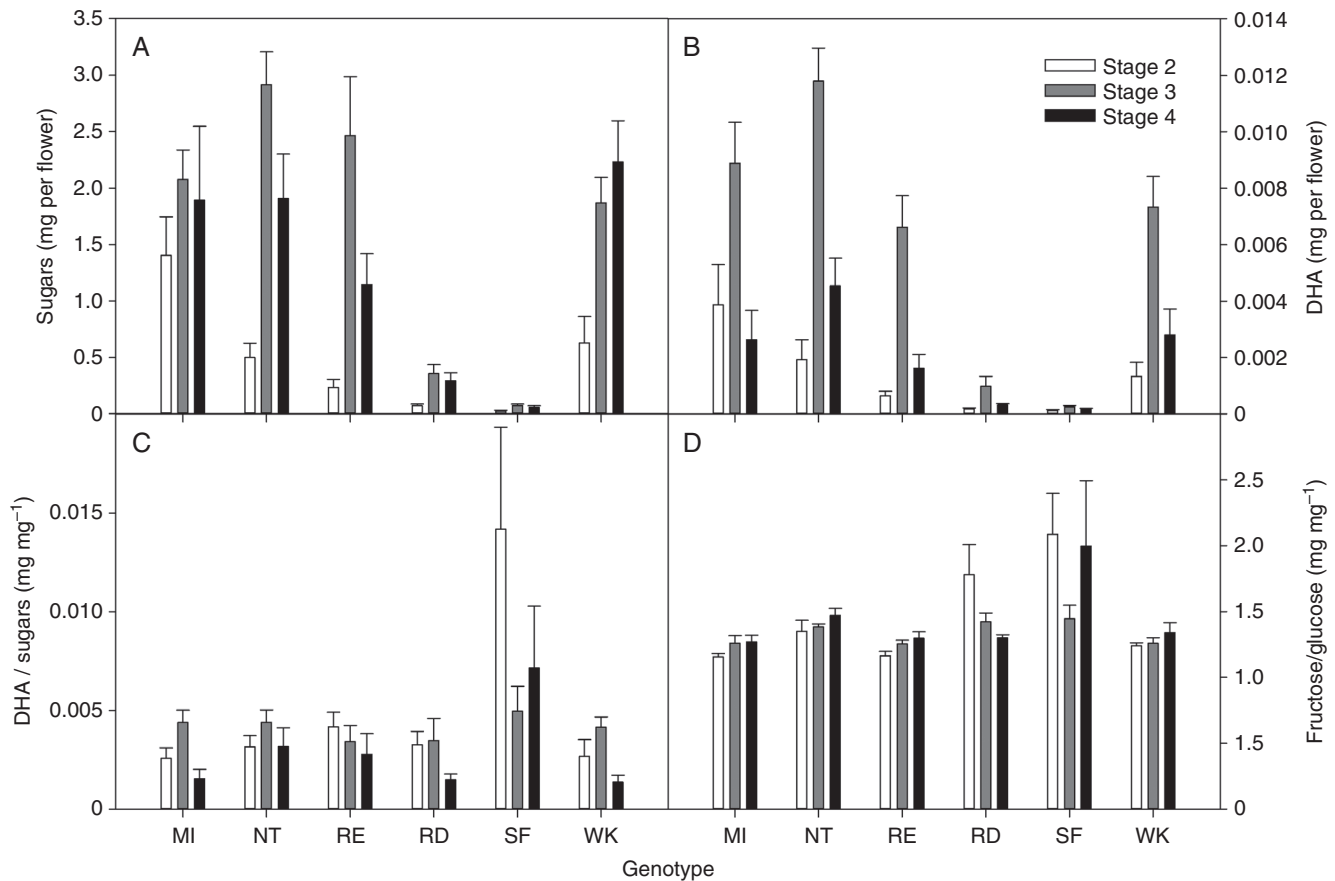 A
3.5
3.0
2.5
2.0
1.5
1.0
0.5
0
Sugars (mg per flower)
B
Stage 2
Stage 3
Stage 4
0.014
0.012
0.010
0.008
0.006
0.004
0.002
0
DHA (mg per flower)
C
0.015
0.010
0.005
0
DHA / sugars (mg mg⁻¹)
MI NT RE RD SF WK
D
2.5
2.0
1.5
1.0
1.5
0
Fructose/glucose (mg mg⁻¹)
MI NT RE RD SF WK
Genotype